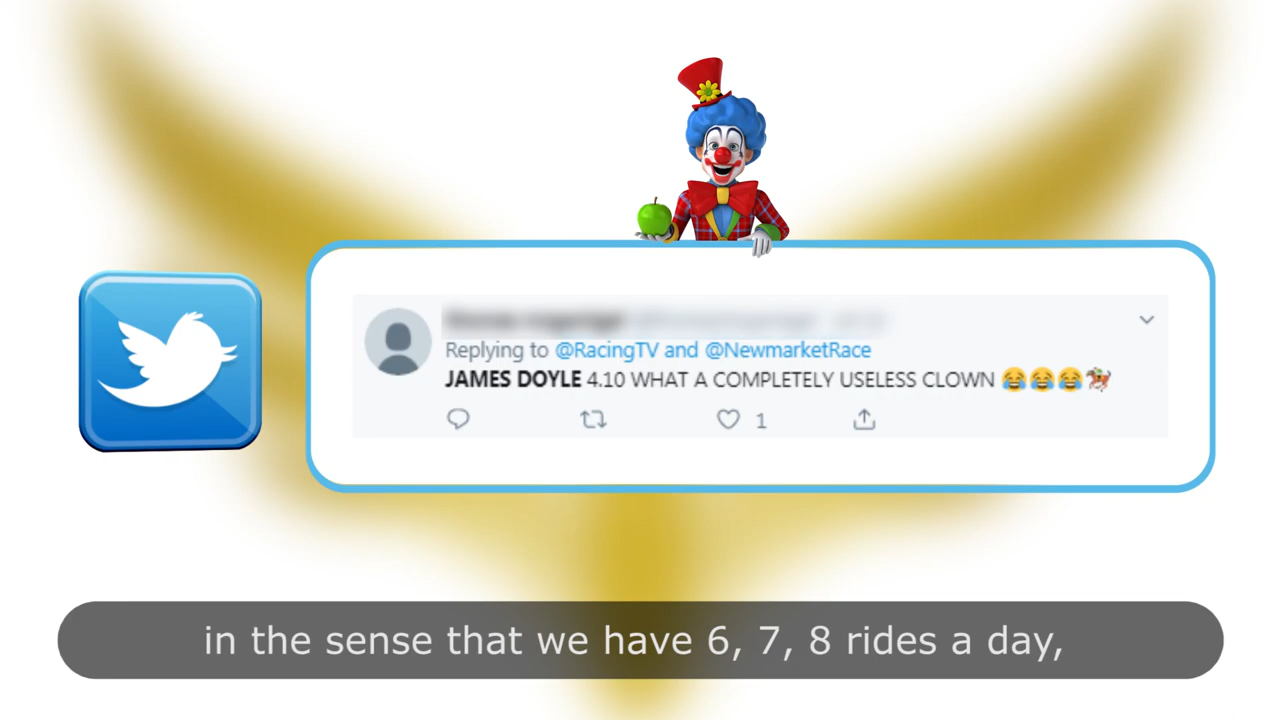 Replying to @RacingTV and @NewmarketRace
JAMES DOYLE 4.10 WHAT A COMPLETELY USELESS CLOWN 😂😂😂🏇
1
in the sense that we have 6, 7, 8 rides a day,